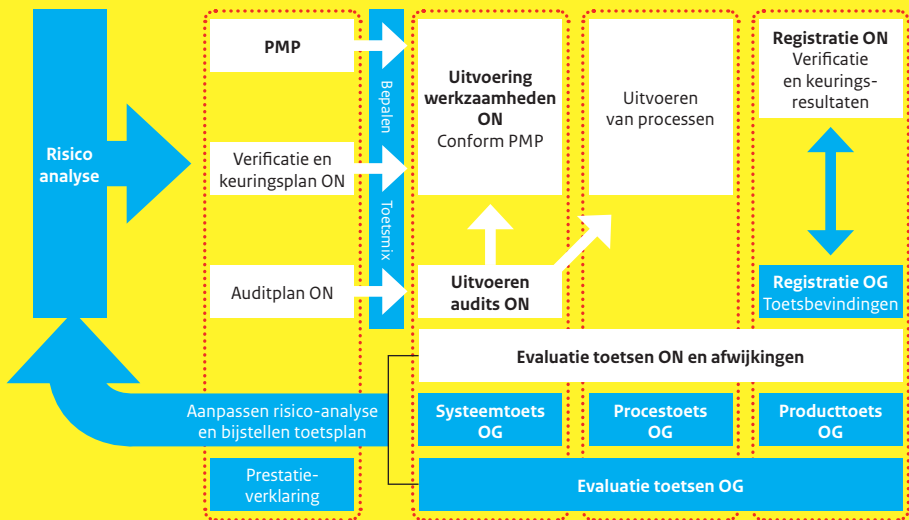 Risico
analyse
PMP
Verificatie en
keuringsplan ON
Auditplan ON
Bepalen
Toetsmix
Uitvoering
werkzaamheden
ON
Conform PMP
Uitvoeren
van processen
Registratie ON
Verificatie
en keurings-
resultaten
Uitvoeren
audits ON
Registratie OG
Toetsbevindingen
Evaluatie toetsen ON en afwijkingen
Aanpassen risico-analyse
en bijstellen toetsplan
Systeemtoets
OG
Procestoets
OG
Producttoets
OG
Prestatie-
verklaring
Evaluatie toetsen OG